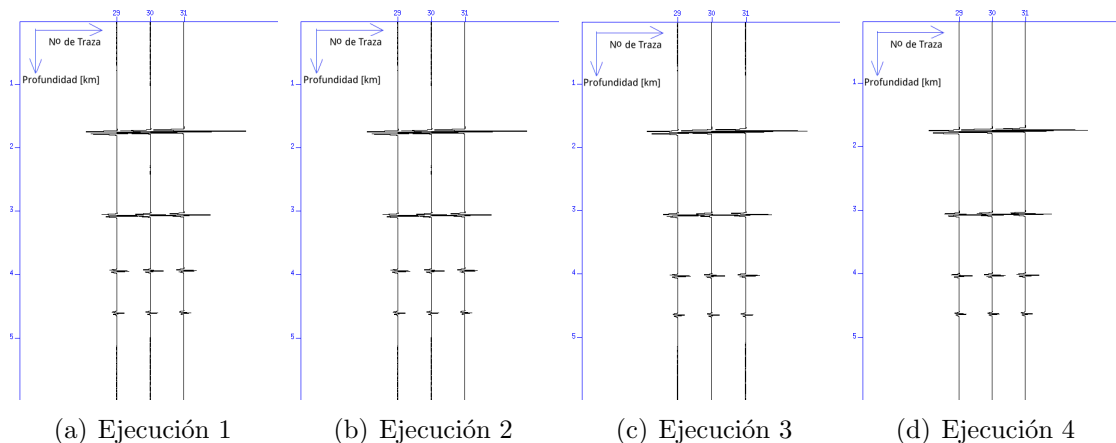 29 30 31
Nº de Traza
Profundidad [km]
1
2
3
4
5
(a) Ejecución 1
29 30 31
Nº de Traza
Profundidad [km]
1
2
3
4
5
(b) Ejecución 2
29 30 31
Nº de Traza
Profundidad [km]
1
2
3
4
5
(c) Ejecución 3
29 30 31
Nº de Traza
Profundidad [km]
1
2
3
4
5
(d) Ejecución 4